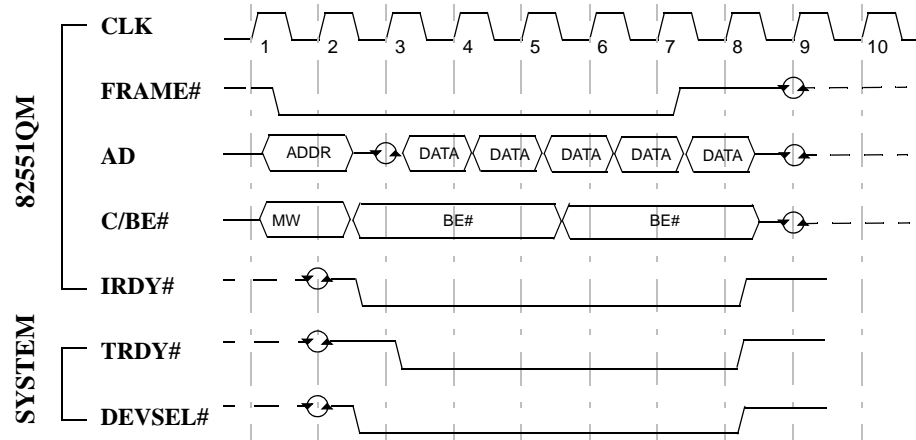 CLK
1 2 3 4 5 6 7 8 9 10
FRAME#
AD ADDR DATA DATA DATA DATA DATA
C/BE# MW BE# BE#
IRDY#
82551QM
TRDY#
DEVSEL#
SYSTEM